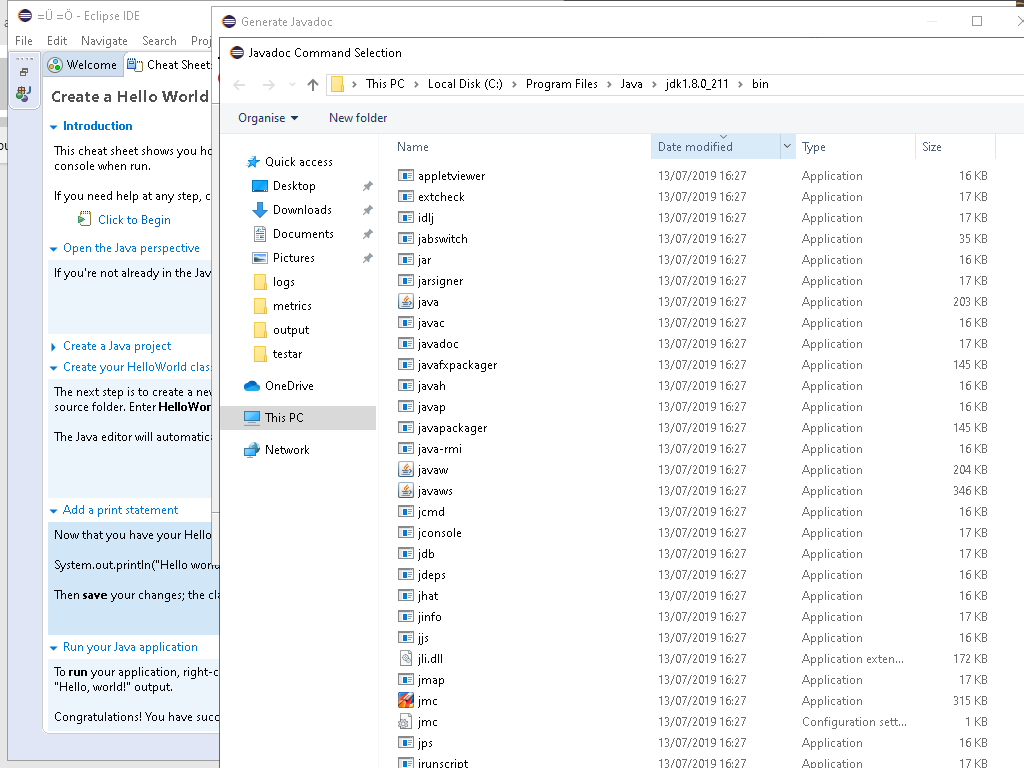 =Ü =Ö - Eclipse IDE
File Edit Navigate Search Proj
Welcome
Cheat Sheets
Create a Hello World
Introduction
This cheat sheet shows you ho
console when run.
If you need help at any step, c
Click to Begin
Open the Java perspective
If you're not already in the Jav
Create a Java project
Create your HelloWorld clas
The next step is to create a new
source folder. Enter HelloWor
The Java editor will automatica
Add a print statement
Now that you have your Hello
System.out.println("Hello world
Then save your changes; the cla
Run your Java application
To run your application, right-c
"Hello, world!" output.
Congratulations! You have succ
Generate Javadoc
Javadoc Command Selection
This PC > Local Disk (C:) > Program Files > Java > jdk1.8.0_211 > bin
Organise New folder
Quick access
Desktop
Downloads
Documents
Pictures
logs
metrics
output
testar
OneDrive
This PC
Network
Name Date modified Type Size
appletviewer 13/07/2019 16:27 Application 16 KB
extcheck 13/07/2019 16:27 Application 17 KB
idlj 13/07/2019 16:27 Application 17 KB
jabswitch 13/07/2019 16:27 Application 35 KB
jar 13/07/2019 16:27 Application 16 KB
jarsigner 13/07/2019 16:27 Application 17 KB
java 13/07/2019 16:27 Application 203 KB
javac 13/07/2019 16:27 Application 16 KB
javadoc 13/07/2019 16:27 Application 17 KB
javafxpackager 13/07/2019 16:27 Application 145 KB
javah 13/07/2019 16:27 Application 16 KB
javap 13/07/2019 16:27 Application 16 KB
javapackager 13/07/2019 16:27 Application 145 KB
java-rmi 13/07/2019 16:27 Application 16 KB
javaw 13/07/2019 16:27 Application 204 KB
javaws 13/07/2019 16:27 Application 346 KB
jcmd 13/07/2019 16:27 Application 16 KB
jconsole 13/07/2019 16:27 Application 17 KB
jdb 13/07/2019 16:27 Application 17 KB
jdeps 13/07/2019 16:27 Application 16 KB
jhat 13/07/2019 16:27 Application 16 KB
jinfo 13/07/2019 16:27 Application 17 KB
jjs 13/07/2019 16:27 Application 16 KB
jli.dll 13/07/2019 16:27 Application exten... 172 KB
jmap 13/07/2019 16:27 Application 17 KB
jmc 13/07/2019 16:27 Application 315 KB
jmc 13/07/2019 16:27 Configuration sett... 1 KB
jps 13/07/2019 16:27 Application 16 KB
jrunscript 13/07/2019 16:27 Application 17 KB